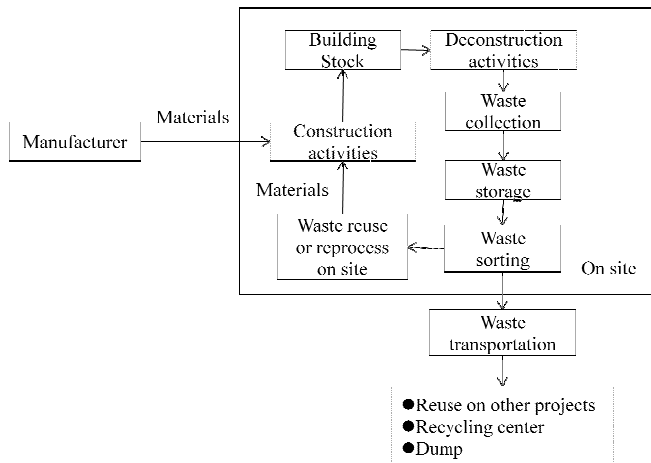 Building
Stock
Deconstruction
activities
Materials
Manufacturer
Construction
activities
Waste
collection
Materials
Waste
storage
Waste reuse
or reprocess
on site
Waste
sorting
On site
Waste
transportation
●Reuse on other projects
●Recycling center
●Dump